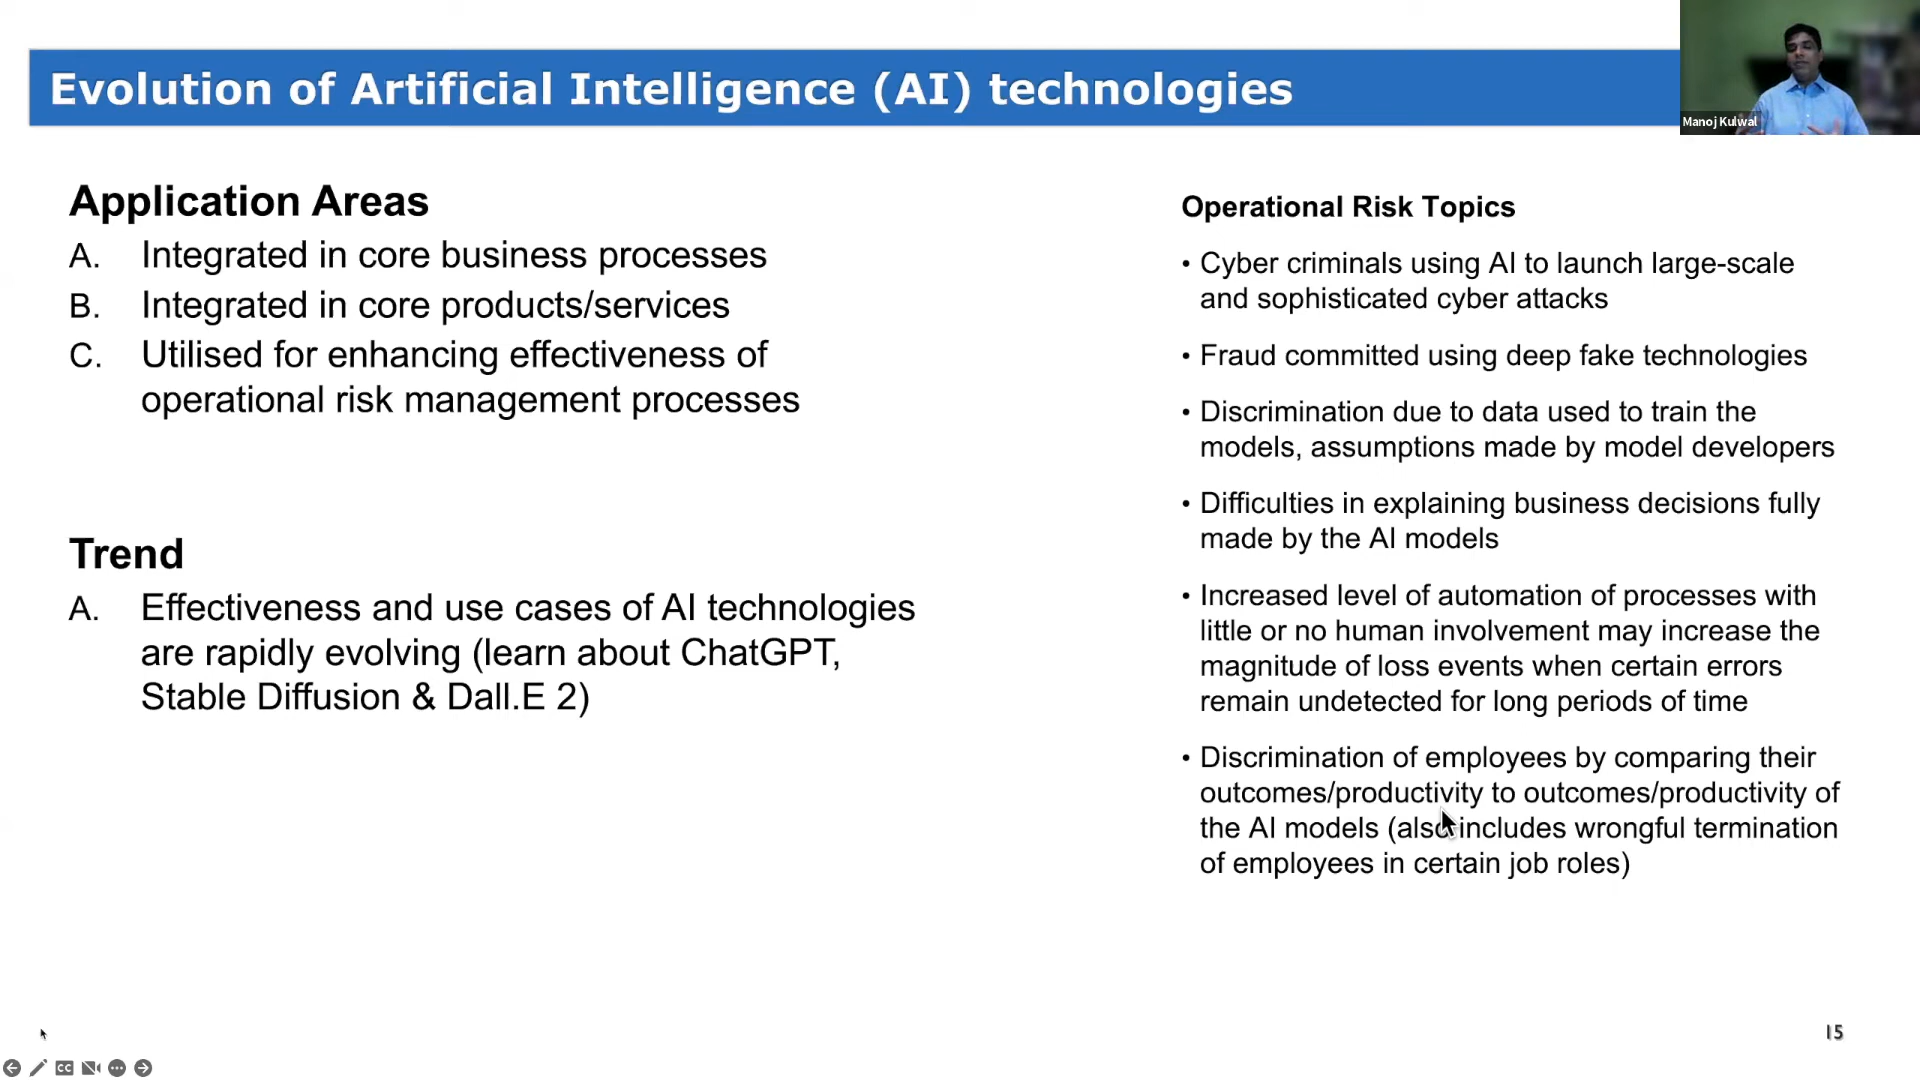 Evolution of Artificial Intelligence (AI) technologies
Manoj Kulwal
Application Areas
A. Integrated in core business processes
B. Integrated in core products/services
C. Utilised for enhancing effectiveness of
operational risk management processes
Trend
A. Effectiveness and use cases of AI technologies
are rapidly evolving (learn about ChatGPT,
Stable Diffusion & Dall.E 2)
Operational Risk Topics
• Cyber criminals using AI to launch large-scale
and sophisticated cyber attacks
• Fraud committed using deep fake technologies
• Discrimination due to data used to train the
models, assumptions made by model developers
• Difficulties in explaining business decisions fully
made by the AI models
• Increased level of automation of processes with
little or no human involvement may increase the
magnitude of loss events when certain errors
remain undetected for long periods of time
• Discrimination of employees by comparing their
outcomes/productivity to outcomes/productivity of
the AI models (also includes wrongful termination
of employees in certain job roles)
15
CC